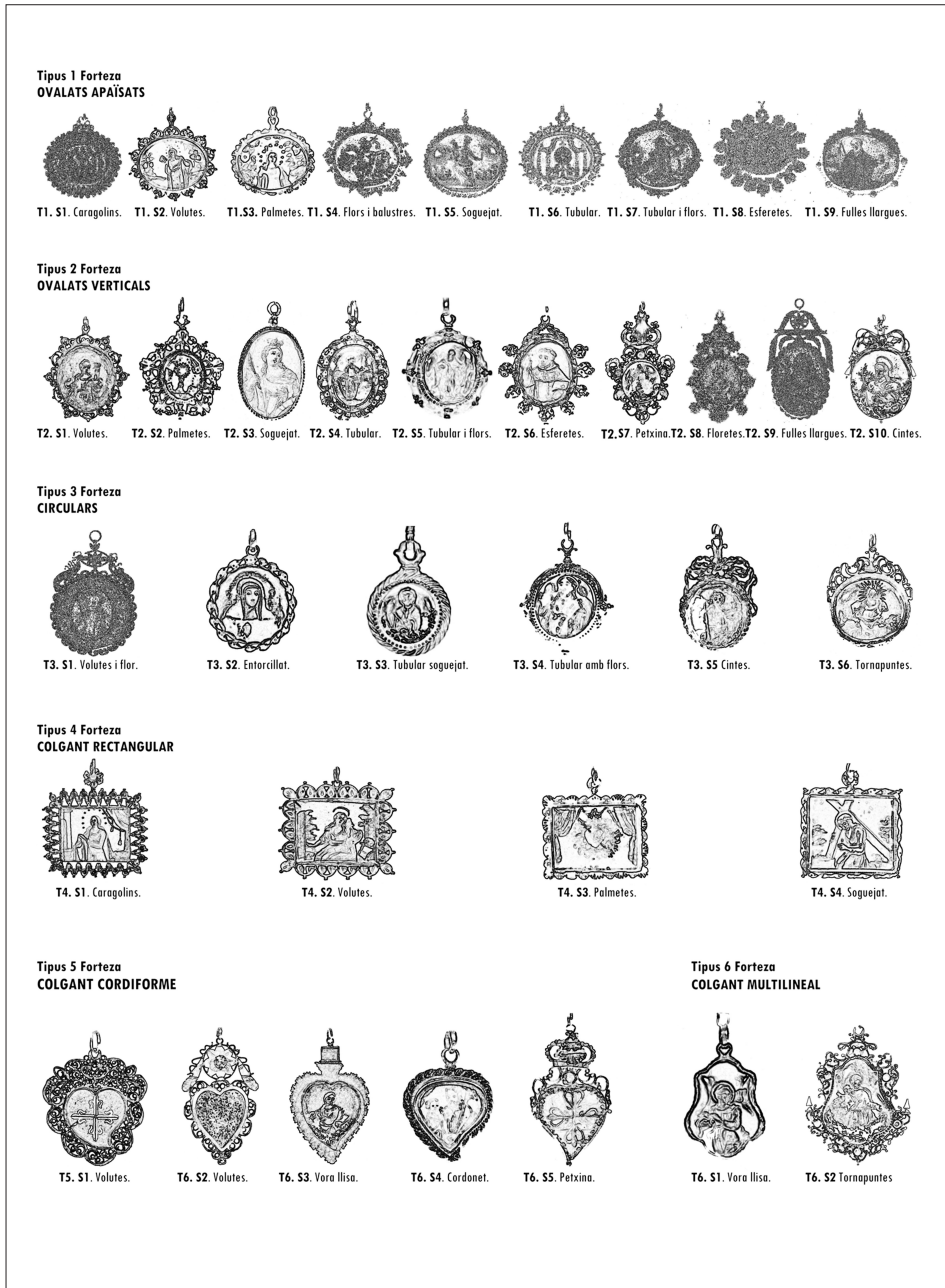 Tipus 1 Forteza
OVALATS APAÏSATS
T1. S1. Caragolins. T1. S2. Volutes. T1.S3. Palmetes. T1. S4. Flors i balustres. T1. S5. Soguejat. T1. S6. Tubular. T1. S7. Tubular i flors. T1. S8. Esferetes. T1. S9. Fulles llargues.
Tipus 2 Forteza
OVALATS VERTICALS
T2. S1. Volutes. T2. S2. Palmetes. T2. S3. Soguejat. T2. S4. Tubular. T2. S5. Tubular i flors. T2. S6. Esferetes. T2. S7. Petxina. T2. S8. Floretes. T2. S9. Fulles llargues. T2. S10. Cintes.
Tipus 3 Forteza
CIRCULARS
T3. S1. Volutes i flor. T3. S2. Entorcillat. T3. S3. Tubular soguejat. T3. S4. Tubular amb flors. T3. S5 Cintes. T3. S6. Tornapuntes.
Tipus 4 Forteza
COLGANT RECTANGULAR
T4. S1. Caragolins. T4. S2. Volutes. T4. S3. Palmetes. T4. S4. Soguejat.
Tipus 5 Forteza
COLGANT CORDIFORME
T5. S1. Volutes. T6. S2. Volutes. T6. S3. Vora llisa. T6. S4. Cordonet. T6. S5. Petxina.
Tipus 6 Forteza
COLGANT MULTILINEAL
T6. S1. Vora llisa. T6. S2 Tornapuntes